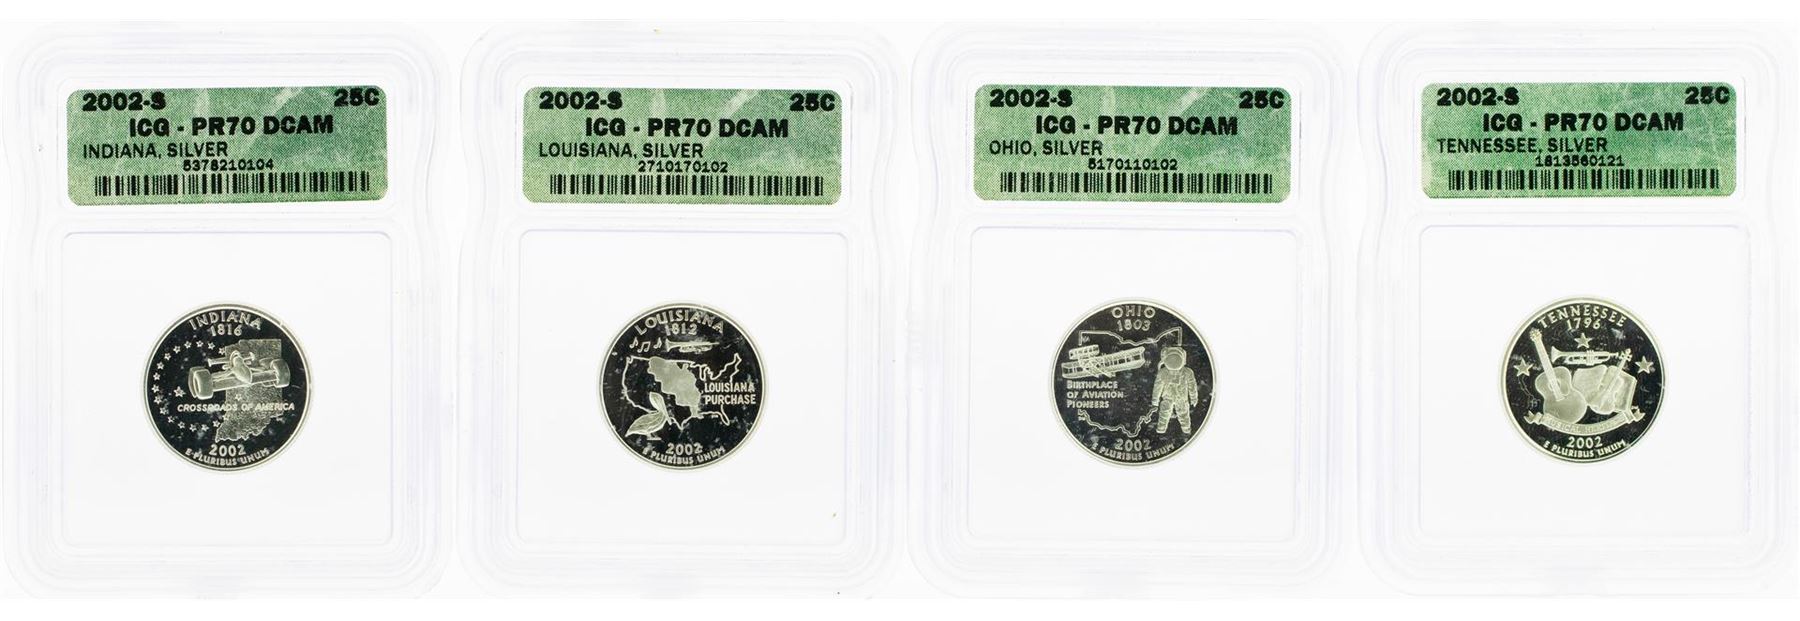 2002-S 25C
ICG - PR70 DCAM
INDIANA, SILVER
5378210104
INDIANA
1816
CROSSROADS OF AMERICA
2002
E PLURIBUS UNUM
2002-S 25C
ICG - PR70 DCAM
LOUISIANA, SILVER
2710170102
LOUISIANA
1812
LOUISIANA
PURCHASE
2002
E PLURIBUS UNUM
2002-S 25C
ICG - PR70 DCAM
OHIO, SILVER
5170110102
OHIO
1803
BIRTHPLACE
OF AVIATION
PIONEERS
2002
E PLURIBUS UNUM
2002-S 25C
ICG - PR70 DCAM
TENNESSEE, SILVER
1813560121
TENNESSEE
1796
2002
E PLURIBUS UNUM